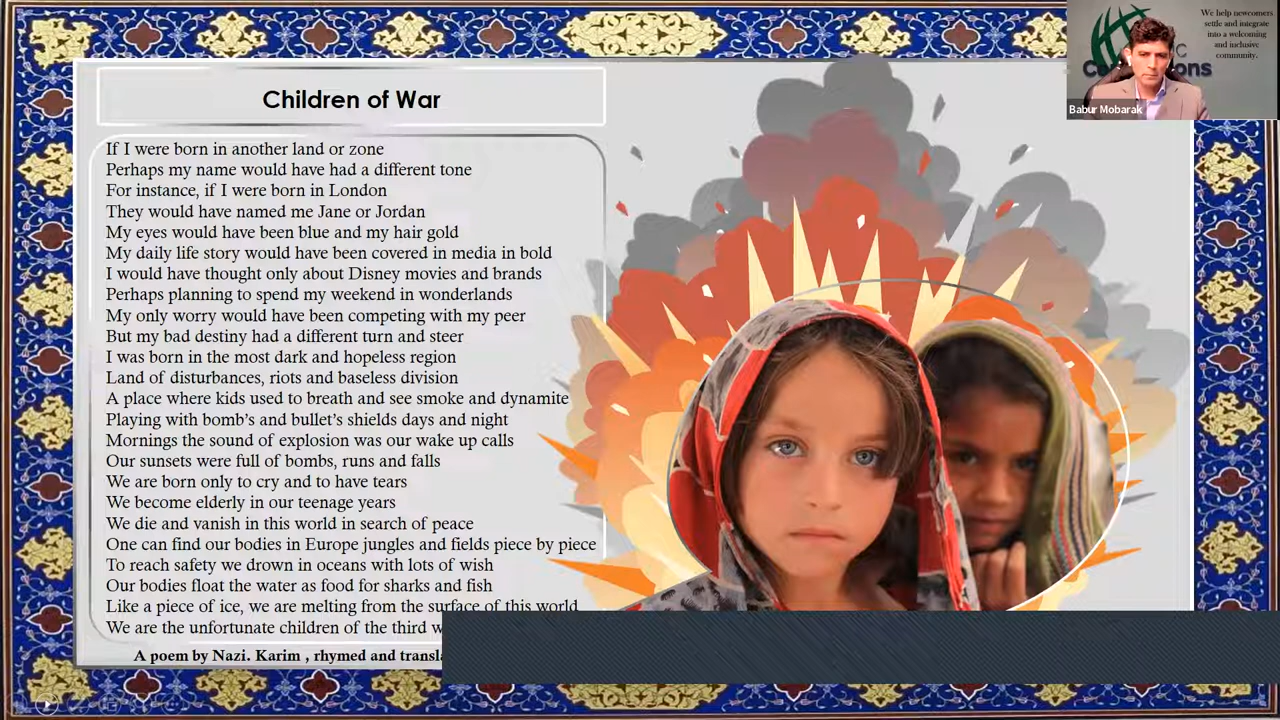 Children of War
If I were born in another land or zone
Perhaps my name would have had a different tone
For instance, if I were born in London
They would have named me Jane or Jordan
My eyes would have been blue and my hair gold
My daily life story would have been covered in media in bold
I would have thought only about Disney movies and brands
Perhaps planning to spend my weekend in wonderlands
My only worry would have been competing with my peer
But my bad destiny had a different turn and steer
I was born in the most dark and hopeless region
Land of disturbances, riots and baseless division
A place where kids used to breath and see smoke and dynamite
Playing with bomb's and bullet's shields days and night
Mornings the sound of explosion was our wake up calls
Our sunsets were full of bombs, runs and falls
We are born only to cry and to have tears
We become elderly in our teenage years
We die and vanish in this world in search of peace
One can find our bodies in Europe jungles and fields piece by piece
To reach safety we drown in oceans with lots of wish
Our bodies float the water as food for sharks and fish
Like a piece of ice, we are melting from the surface of this world
We are the unfortunate children of the third
A poem by Nazi. Karim , rhymed and
We help newcomers
settle and integrate
into a welcoming
and inclusive
community.
Babur Mobarak